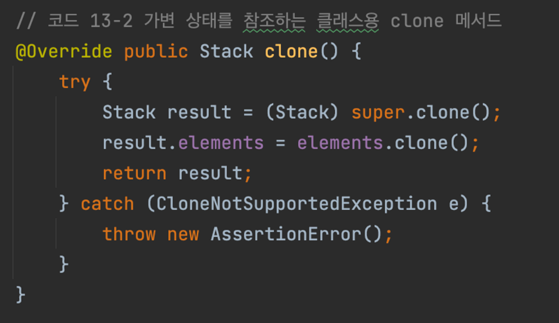 // 코드 13-2 가변 상태를 참조하는 클래스용 clone 메서드
@Override public Stack clone() {
    try {
        Stack result = (Stack) super.clone();
        result.elements = elements.clone();
        return result;
    } catch (CloneNotSupportedException e) {
        throw new AssertionError();
    }
}